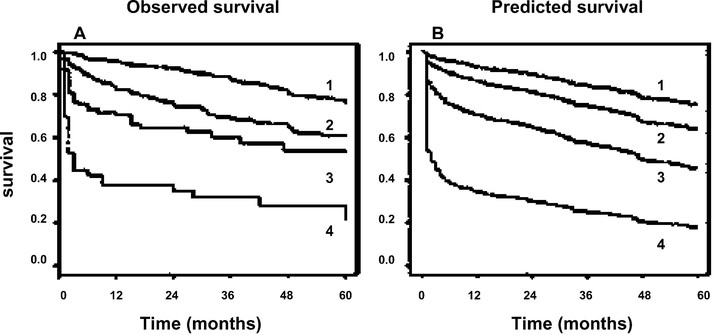 Observed survival
Predicted survival
A
B
1.0
0.8
0.6
0.4
0.2
0.0
survival
1
2
3
4
0 12 24 36 48 60
Time (months)
1.0
0.8
0.6
0.4
0.2
0.0
1
2
3
4
0 12 24 36 48 60
Time (months)